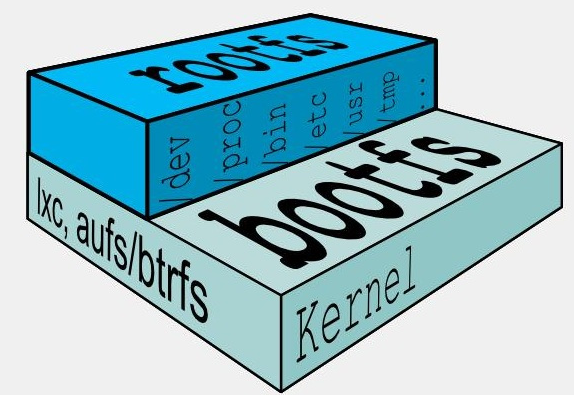 rootfs
/dev
/proc
/bin
/etc
/usr
/tmp
...
bootfs
lxc, aufs/btrfs
Kernel